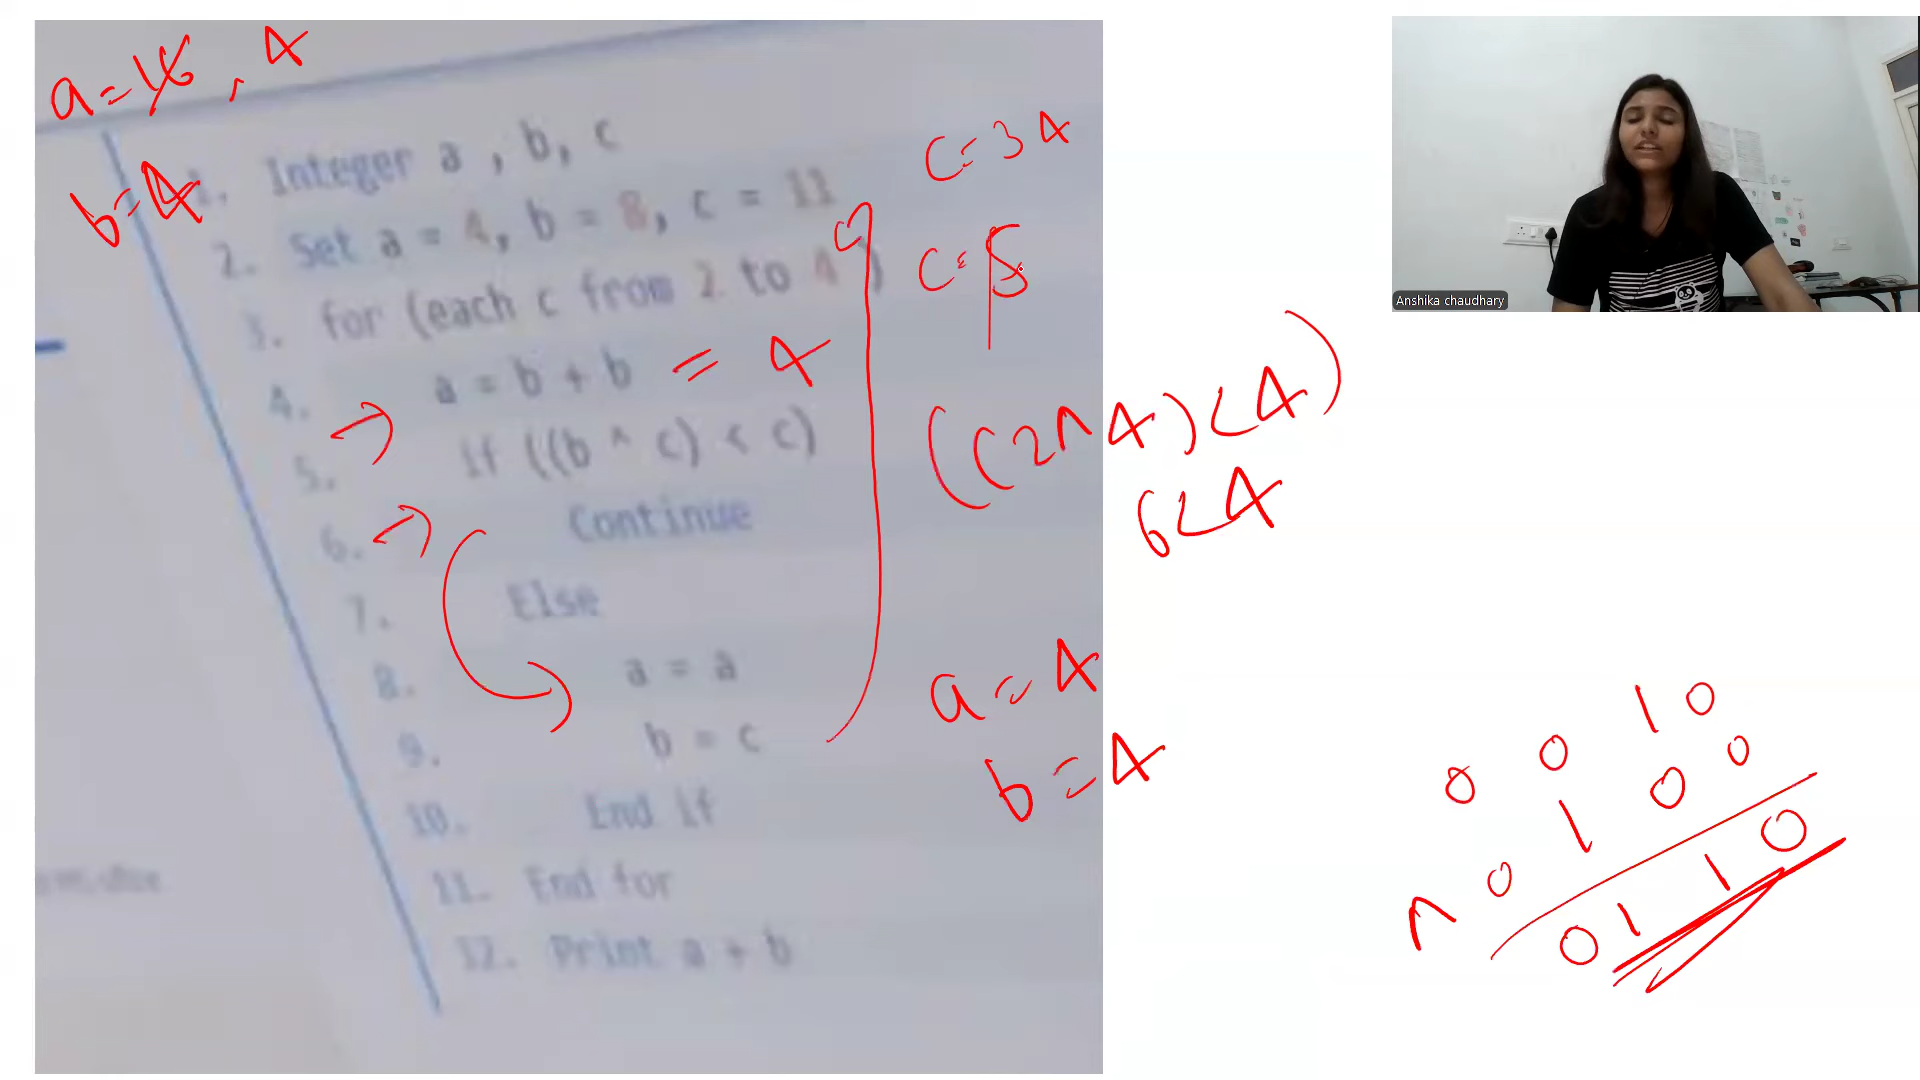 a=16, 4
b=4
1. Integer a , b, c
2. Set a = 4, b = 8, c = 11
3. for (each c from 2 to 4 )
4. a = b + b = 4
5. if ((b ^ c) < c)
6. Continue
7. Else
8. a = a
9. b = c
10. End if
11. End for
12. Print a + b
c=34
c=5
((2^4)<4)
6<4
a=4
b=4
0 0 1 0
^ 0 1 0 0
0 1 1 0
Anshika chaudhary